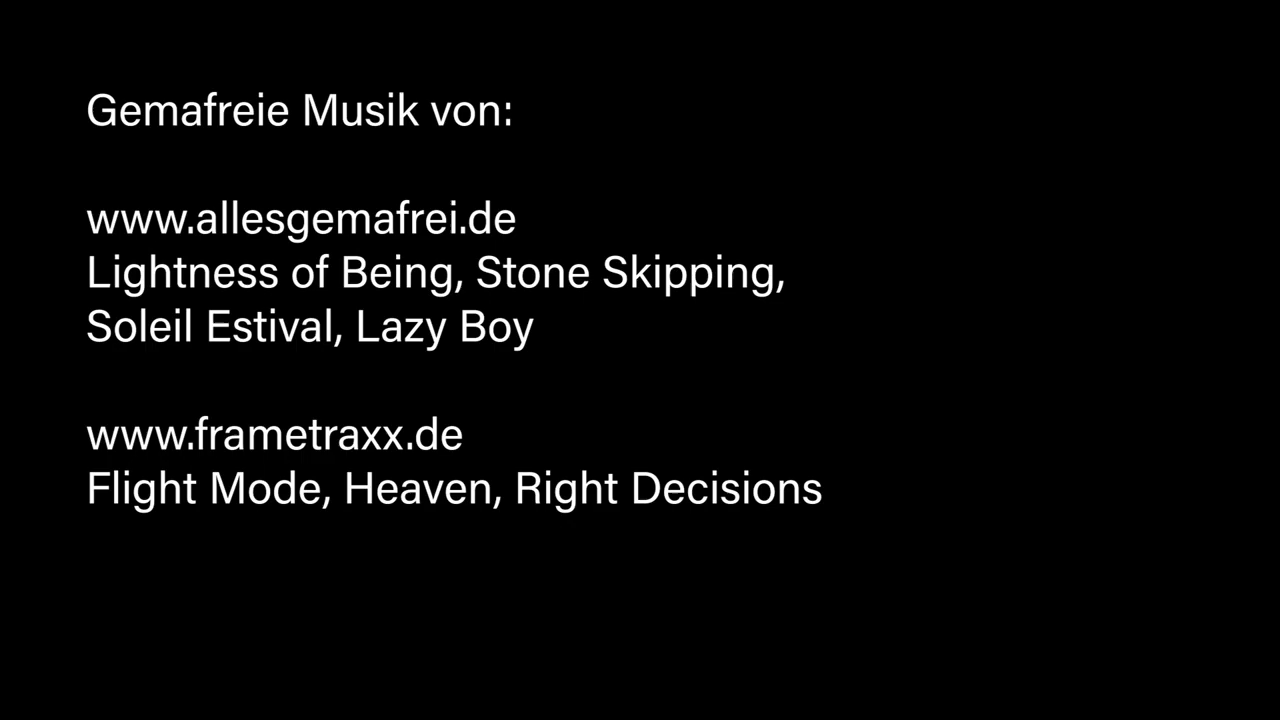 Gemafreie Musik von:
www.allesgemafrei.de
Lightness of Being, Stone Skipping,
Soleil Estival, Lazy Boy
www.frametraxx.de
Flight Mode, Heaven, Right Decisions